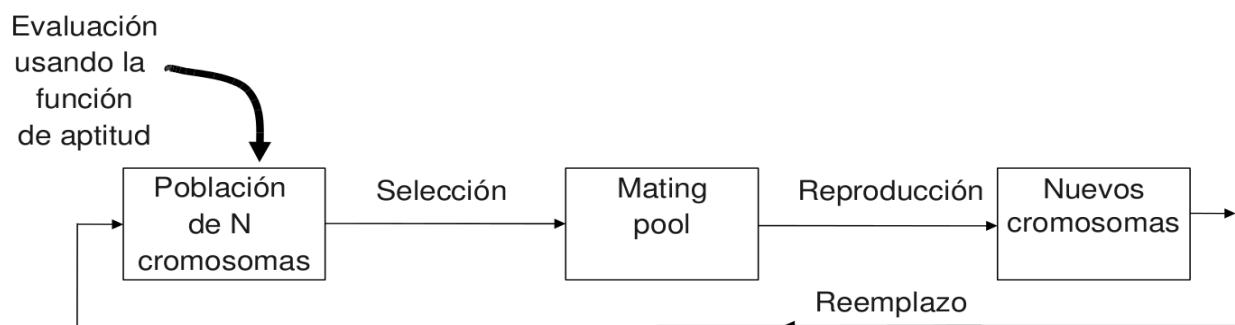 Evaluación
usando la
función
de aptitud
Población
de N
cromosomas
Selección
Mating
pool
Reproducción
Nuevos
cromosomas
Reemplazo